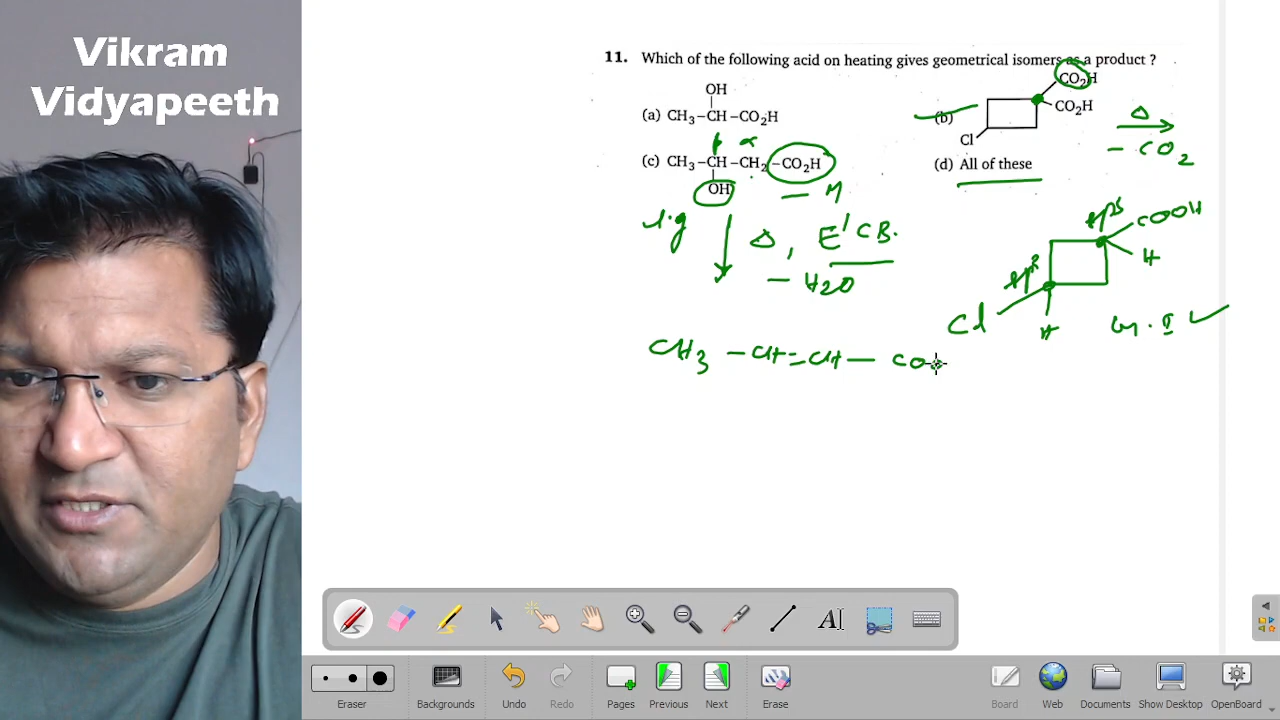 Vikram
Vidyapeeth
11. Which of the following acid on heating gives geometrical isomers as a product ?
OH
(a) CH3–CH–CO2H
(b)
CO2H
CO2H
Cl
Δ
– CO2
β α
(c) CH3–CH–CH2–CO2H
OH
(d) All of these
– M
l.g
Δ, E1CB.
– H2O
sp3
COOH
H
sp3
Cl
H
G. I
CH3 – CH = CH – CO
Eraser
Backgrounds
Undo
Redo
Pages
Previous
Next
Erase
Board
Web
Documents
Show Desktop
OpenBoard